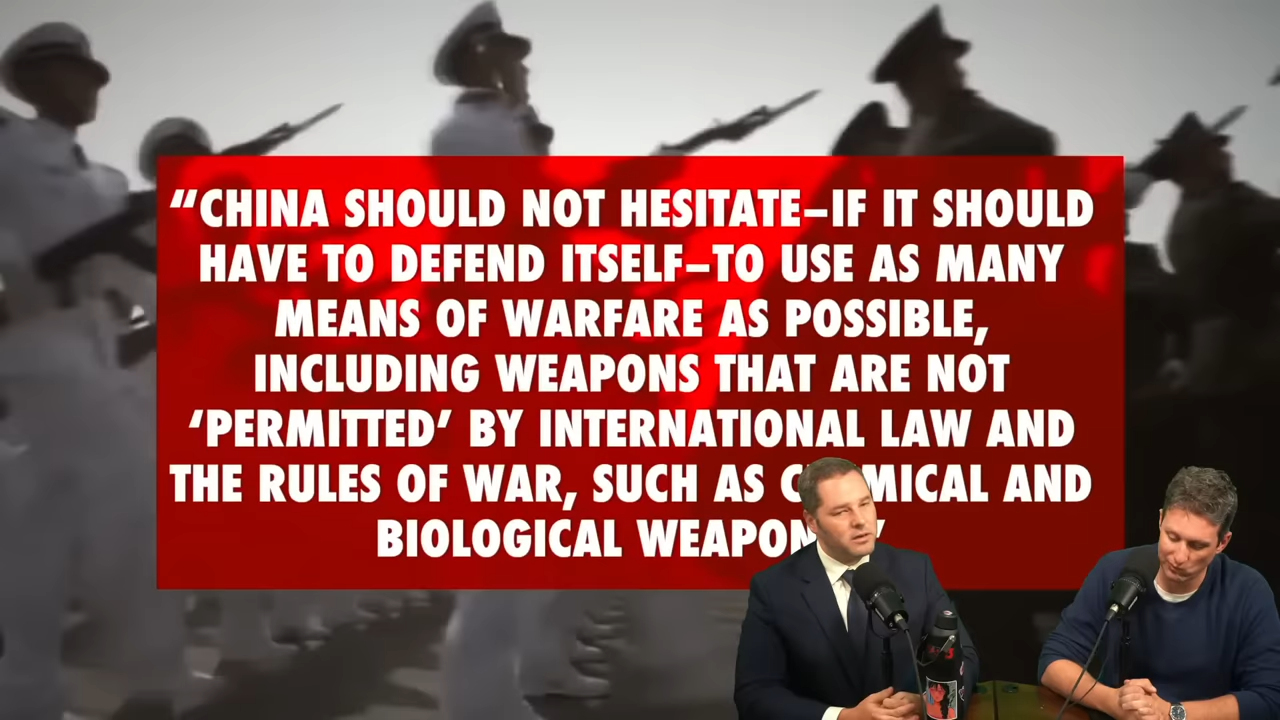 “CHINA SHOULD NOT HESITATE–IF IT SHOULD
HAVE TO DEFEND ITSELF–TO USE AS MANY
MEANS OF WARFARE AS POSSIBLE,
INCLUDING WEAPONS THAT ARE NOT
‘PERMITTED’ BY INTERNATIONAL LAW AND
THE RULES OF WAR, SUCH AS CHEMICAL AND
BIOLOGICAL WEAPONS”